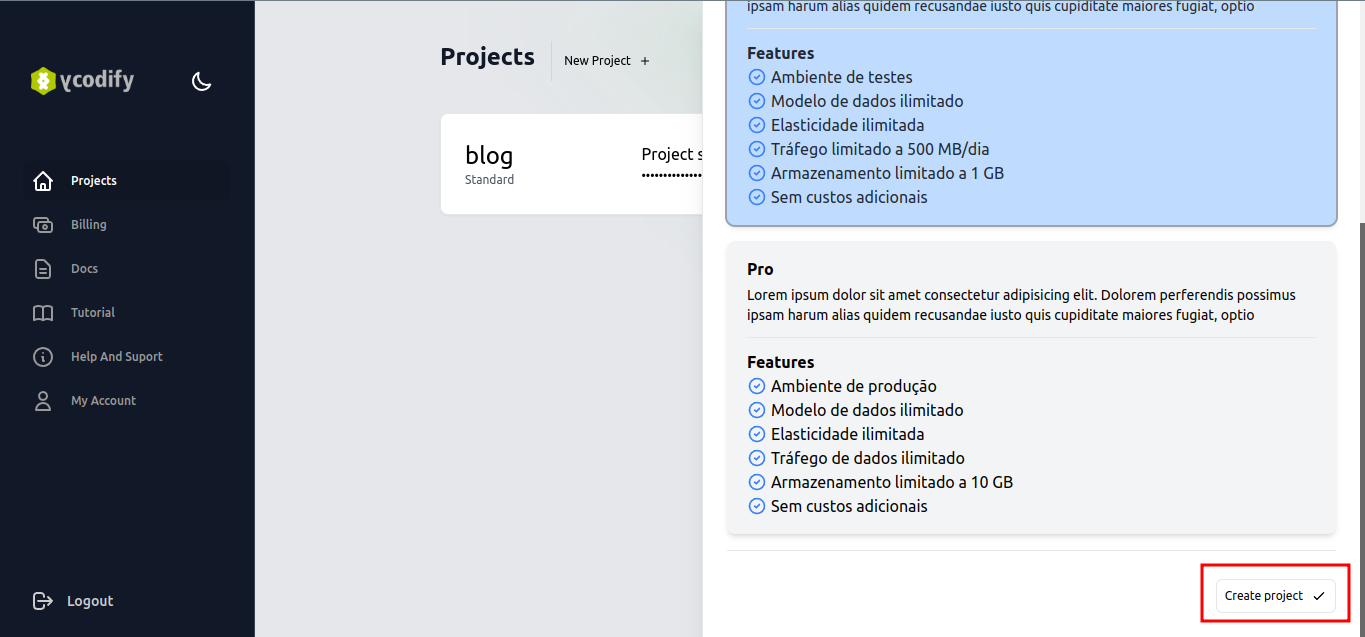 ycodify
Projects
Billing
Docs
Tutorial
Help And Suport
My Account
Logout
Projects
New Project +
blog
Standard
Project s
ipsam harum alias quidem recusandae iusto quis cupiditate maiores fugiat, optio
Features
Ambiente de testes
Modelo de dados ilimitado
Elasticidade ilimitada
Tráfego limitado a 500 MB/dia
Armazenamento limitado a 1 GB
Sem custos adicionais
Pro
Lorem ipsum dolor sit amet consectetur adipisicing elit. Dolorem perferendis possimus
ipsam harum alias quidem recusandae iusto quis cupiditate maiores fugiat, optio
Features
Ambiente de produção
Modelo de dados ilimitado
Elasticidade ilimitada
Tráfego de dados ilimitado
Armazenamento limitado a 10 GB
Sem custos adicionais
Create project